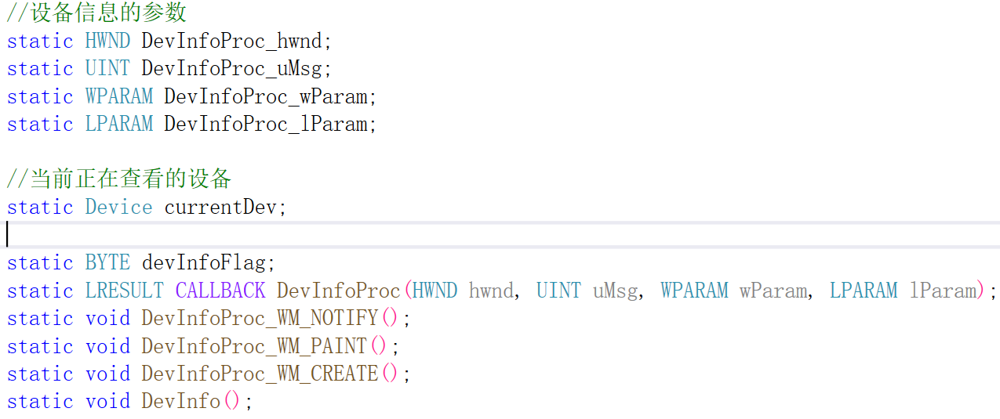 //设备信息的参数
static HWND DevInfoProc_hwnd;
static UINT DevInfoProc_uMsg;
static WPARAM DevInfoProc_wParam;
static LPARAM DevInfoProc_lParam;
//当前正在查看的设备
static Device currentDev;
static BYTE devInfoFlag;
static LRESULT CALLBACK DevInfoProc(HWND hwnd, UINT uMsg, WPARAM wParam, LPARAM lParam);
static void DevInfoProc_WM_NOTIFY();
static void DevInfoProc_WM_PAINT();
static void DevInfoProc_WM_CREATE();
static void DevInfo();